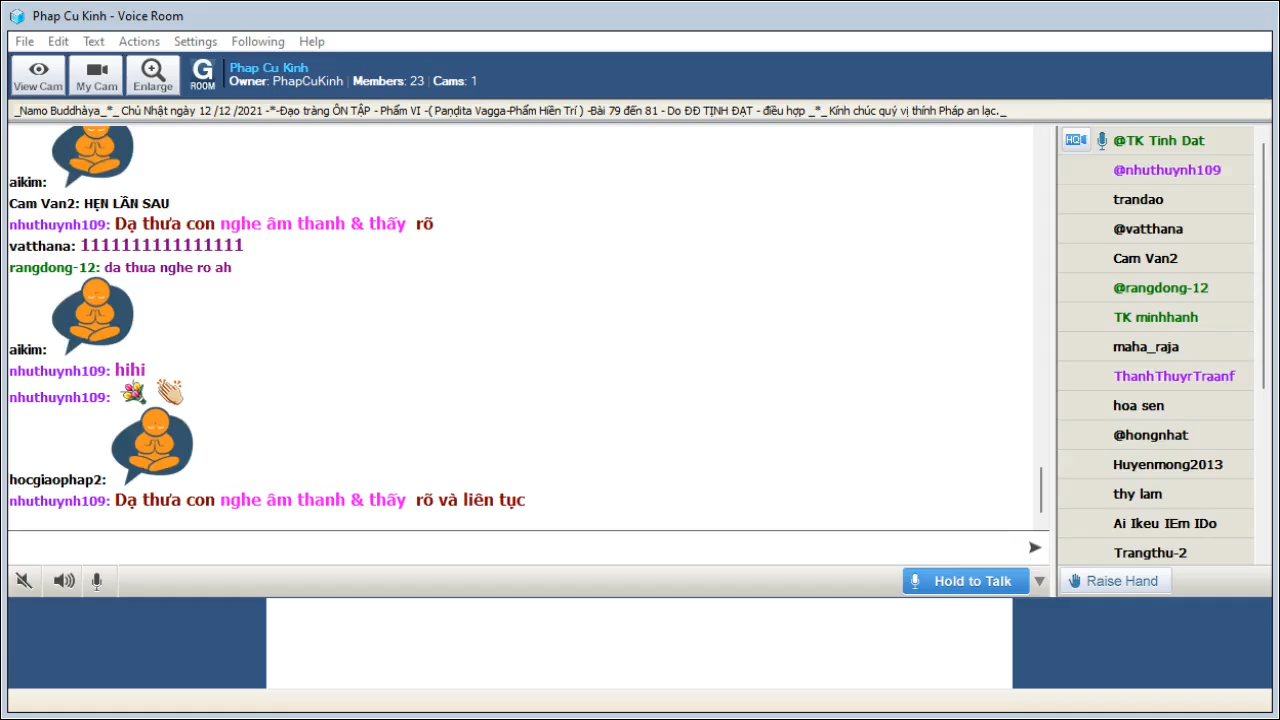 Phap Cu Kinh - Voice Room
File Edit Text Actions Settings Following Help
View Cam My Cam Enlarge G ROOM
Phap Cu Kinh
Owner: PhapCuKinh | Members: 23 | Cams: 1
_Namo Buddhàya_*_ Chủ Nhật ngày 12 /12 /2021 -*-Đạo tràng ÔN TẬP - Phẩm VI -( Paṇḍita Vagga-Phẩm Hiền Trí ) -Bài 79 đến 81 - Do ĐĐ TỊNH ĐẠT - điều hợp _*_ Kính chúc quý vị thính Pháp an lạc._
aikim:
Cam Van2: HẸN LẦN SAU
nhuthuynh109: Dạ thưa con nghe âm thanh & thấy rõ
vatthana: 1111111111111111
rangdong-12: da thua nghe ro ah
aikim:
nhuthuynh109: hihi
nhuthuynh109:
hocgiaophap2:
nhuthuynh109: Dạ thưa con nghe âm thanh & thấy rõ và liên tục
HQ @TK Tinh Dat
@nhuthuynh109
trandao
@vatthana
Cam Van2
@rangdong-12
TK minhhanh
maha_raja
ThanhThuyrTraanf
hoa sen
@hongnhat
Huyenmong2013
thy lam
Ai Ikeu IEm IDo
Trangthu-2
Hold to Talk
Raise Hand